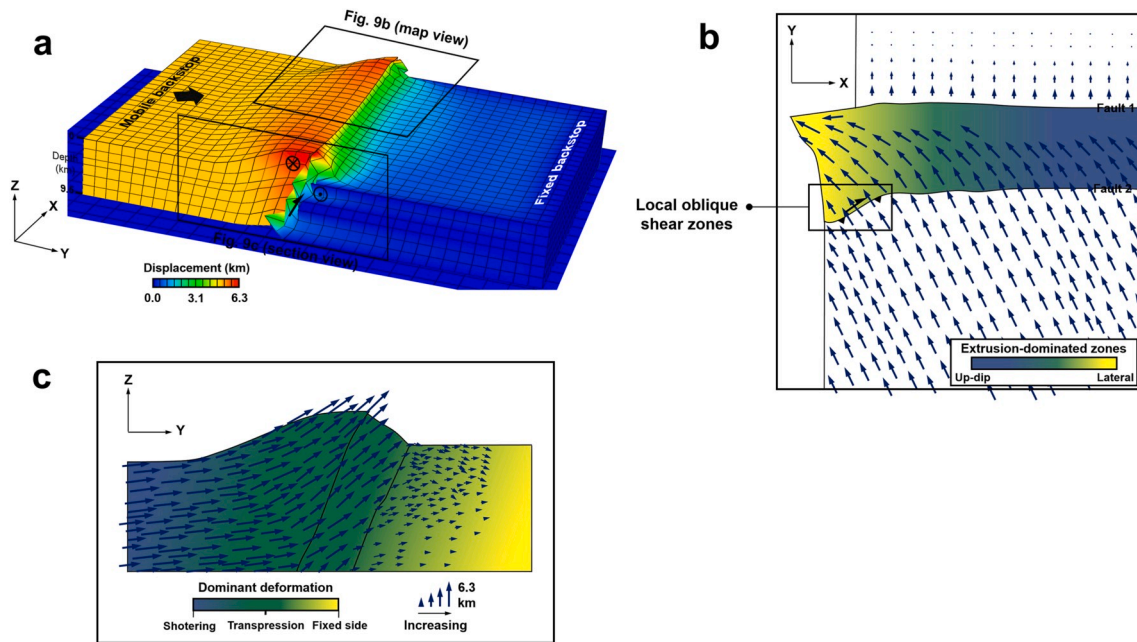 a
Fig. 9b (map view)
Mobile backstop
Depth
(km)
9.
Fixed backstop
Z
X
Y
Fig. 9c (section view)
Displacement (km)
0.0 3.1 6.3
b
Y
X
Fault 1
Fault 2
Local oblique
shear zones
Extrusion-dominated zones
Up-dip Lateral
c
Z
Y
Dominant deformation
Shotering Transpression Fixed side
6.3
km
Increasing